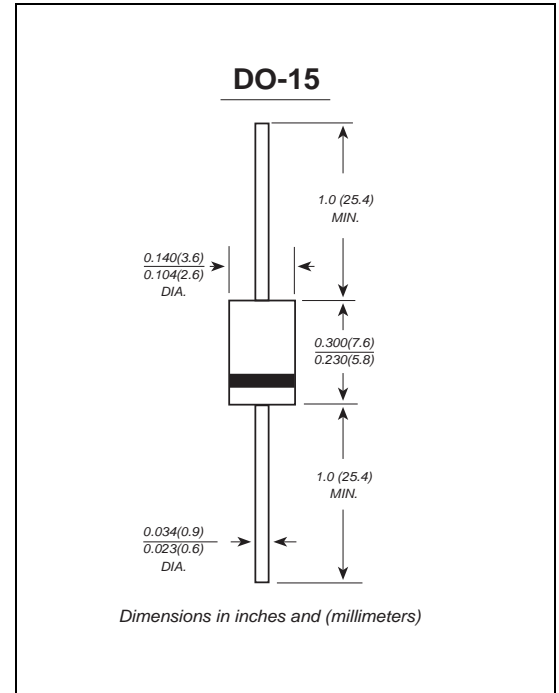 DO-15
1.0 (25.4)
MIN.
0.140(3.6)
0.104(2.6)
DIA.
0.300(7.6)
0.230(5.8)
1.0 (25.4)
MIN.
0.034(0.9)
0.023(0.6)
DIA.
Dimensions in inches and (millimeters)